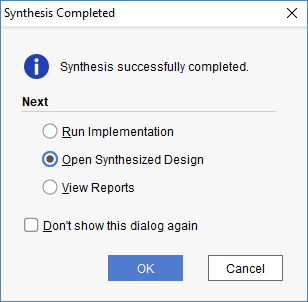 Synthesis Completed
Synthesis successfully completed.
Next
Run Implementation
Open Synthesized Design
View Reports
Don't show this dialog again
OK
Cancel